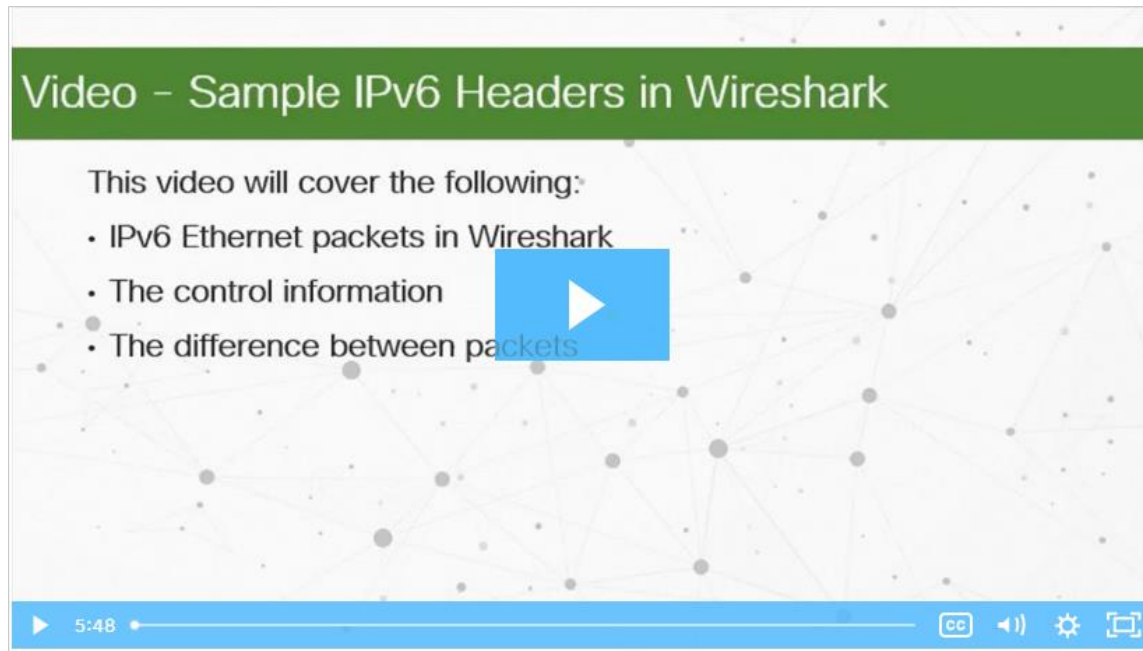 Video - Sample IPv6 Headers in Wireshark
This video will cover the following:
• IPv6 Ethernet packets in Wireshark
• The control information
• The difference between packets
5:48
CC